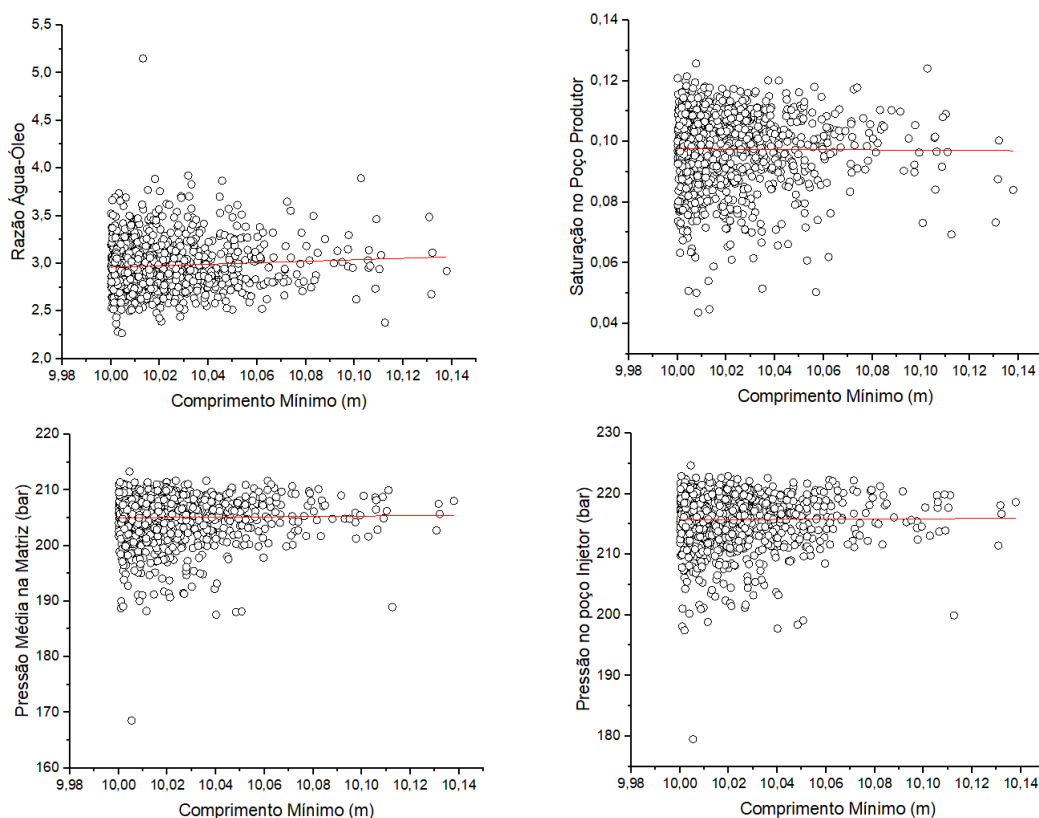 5,5
5,0
4,5
4,0
3,5
3,0
2,5
2,0
Razão Água-Óleo
9,98 10,00 10,02 10,04 10,06 10,08 10,10 10,12 10,14
Comprimento Mínimo (m)
0,14
0,12
0,10
0,08
0,06
0,04
Saturação no Poço Produtor
9,98 10,00 10,02 10,04 10,06 10,08 10,10 10,12 10,14
Comprimento Mínimo (m)
220
210
200
190
180
170
160
Pressão Média na Matriz (bar)
9,98 10,00 10,02 10,04 10,06 10,08 10,10 10,12 10,14
Comprimento Mínimo (m)
230
220
210
200
190
180
Pressão no poço Injetor (bar)
9,98 10,00 10,02 10,04 10,06 10,08 10,10 10,12 10,14
Comprimento Mínimo (m)